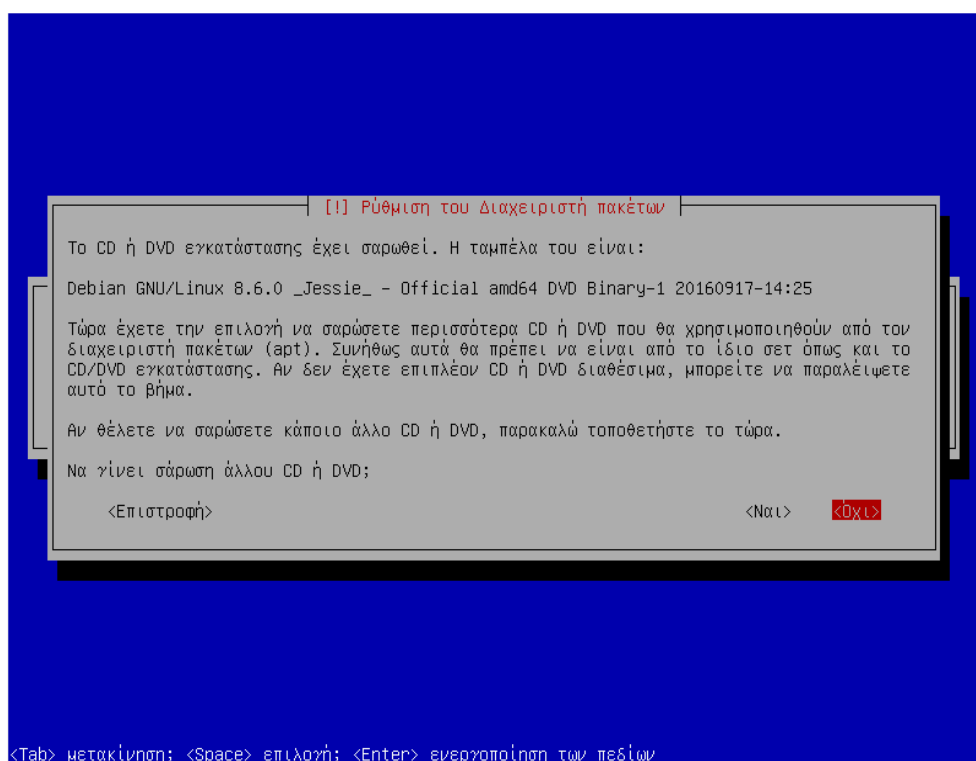 [!] Ρύθμιση του Διαχειριστή πακέτων
Το CD ή DVD εγκατάστασης έχει σαρωθεί. Η ταμπέλα του είναι:
Debian GNU/Linux 8.6.0 _Jessie_ - Official amd64 DVD Binary-1 20160917-14:25
Τώρα έχετε την επιλογή να σαρώσετε περισσότερα CD ή DVD που θα χρησιμοποιηθούν από τον
διαχειριστή πακέτων (apt). Συνήθως αυτά θα πρέπει να είναι από το ίδιο σετ όπως και το
CD/DVD εγκατάστασης. Αν δεν έχετε επιπλέον CD ή DVD διαθέσιμα, μπορείτε να παραλέιψετε
αυτό το βήμα.
Αν θέλετε να σαρώσετε κάποιο άλλο CD ή DVD, παρακαλώ τοποθετήστε το τώρα.
Να γίνει σάρωση άλλου CD ή DVD;
<Επιστροφή> <Ναι> <Όχι>
<Tab> μετακίνηση; <Space> επιλογή; <Enter> ενεργοποίηση των πεδίων